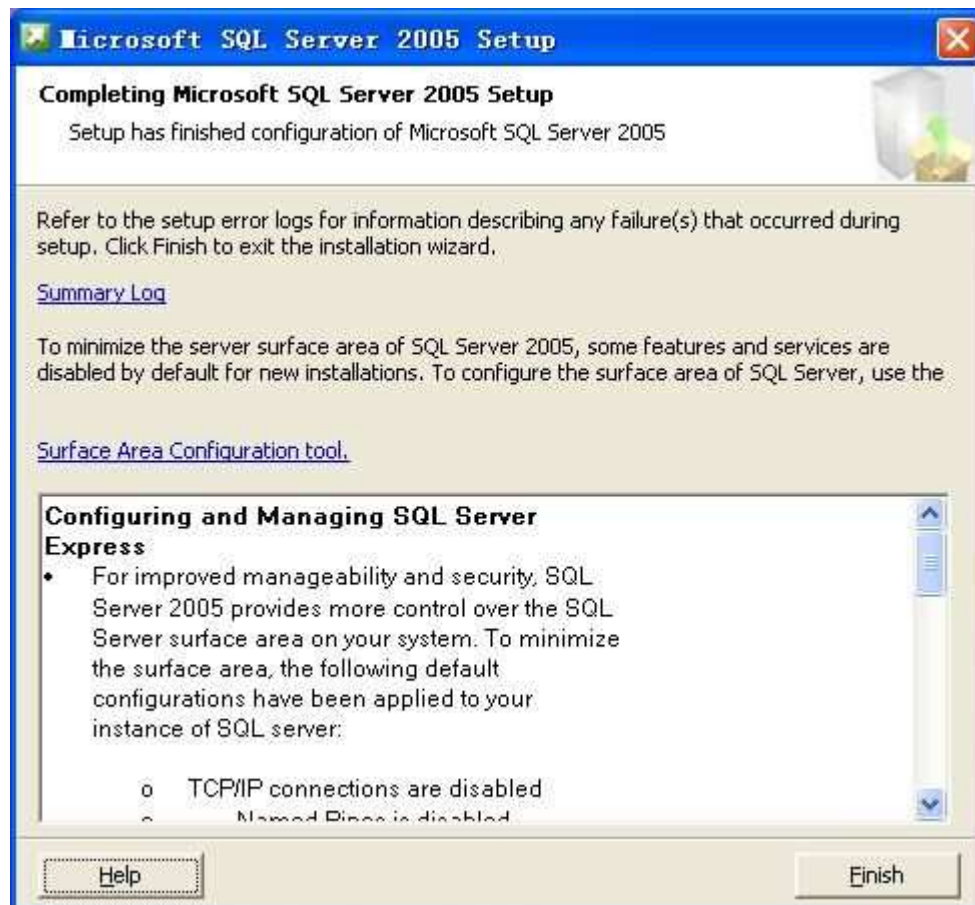 Microsoft SQL Server 2005 Setup
Completing Microsoft SQL Server 2005 Setup
Setup has finished configuration of Microsoft SQL Server 2005
Refer to the setup error logs for information describing any failure(s) that occurred during
setup. Click Finish to exit the installation wizard.
Summary Log
To minimize the server surface area of SQL Server 2005, some features and services are
disabled by default for new installations. To configure the surface area of SQL Server, use the
Surface Area Configuration tool.
Configuring and Managing SQL Server
Express
• For improved manageability and security, SQL
Server 2005 provides more control over the SQL
Server surface area on your system. To minimize
the surface area, the following default
configurations have been applied to your
instance of SQL server:
o TCP/IP connections are disabled
o Named Pipes is disabled
Help
Finish